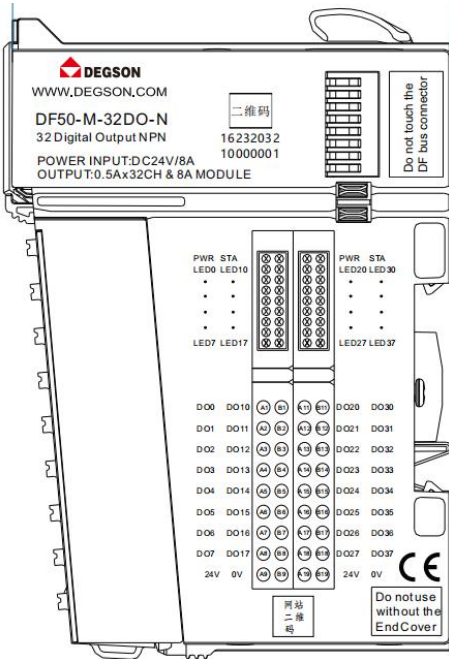 DEGSON
WWW.DEGSON.COM
DF50-M-32DO-N
32 Digital Output NPN
POWER INPUT:DC24V/8A
OUTPUT:0.5Ax32CH & 8A MODULE
二维码
16232032
10000001
Do not touch the
DF bus connector
PWR STA PWR STA
LED0 LED10 LED20 LED30
LED7 LED17 LED27 LED37
DO0 DO10 A1 B1 A11 B11 DO20 DO30
DO1 DO11 A2 B2 A12 B12 DO21 DO31
DO2 DO12 A3 B3 A13 B13 DO22 DO32
DO3 DO13 A4 B4 A14 B14 DO23 DO33
DO4 DO14 A5 B5 A15 B15 DO24 DO34
DO5 DO15 A6 B6 A16 B16 DO25 DO35
DO6 DO16 A7 B7 A17 B17 DO26 DO36
DO7 DO17 A8 B8 A18 B18 DO27 DO37
24V 0V A9 B9 A19 B19 24V 0V
CE
网站
二维
码
Do not use
without the
EndCover